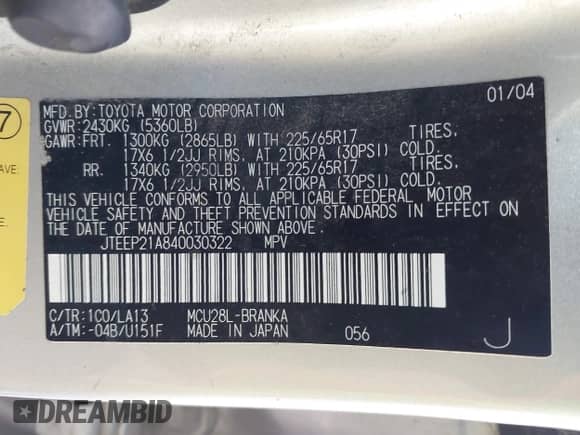 7
AVE:
MFD.BY:TOYOTA MOTOR CORPORATION 01/04
GVWR:2430KG (5360LB)
GAWR:FRT. 1300KG (2865LB) WITH 225/65R17 TIRES,
17X6 1/2JJ RIMS, AT 210KPA (30PSI) COLD.
RR. 1340KG (2950LB) WITH 225/65R17 TIRES,
17X6 1/2JJ RIMS, AT 210KPA (30PSI) COLD.
THIS VEHICLE CONFORMS TO ALL APPLICABLE FEDERAL MOTOR
VEHICLE SAFETY AND THEFT PREVENTION STANDARDS IN EFFECT ON
THE DATE OF MANUFACTURE SHOWN ABOVE.
JTEEP21A840030322 MPV
C/TR:1C0/LA13 MCU28L-BRANKA
A/TM:-04B/U151F MADE IN JAPAN 056 J
DREAMBID